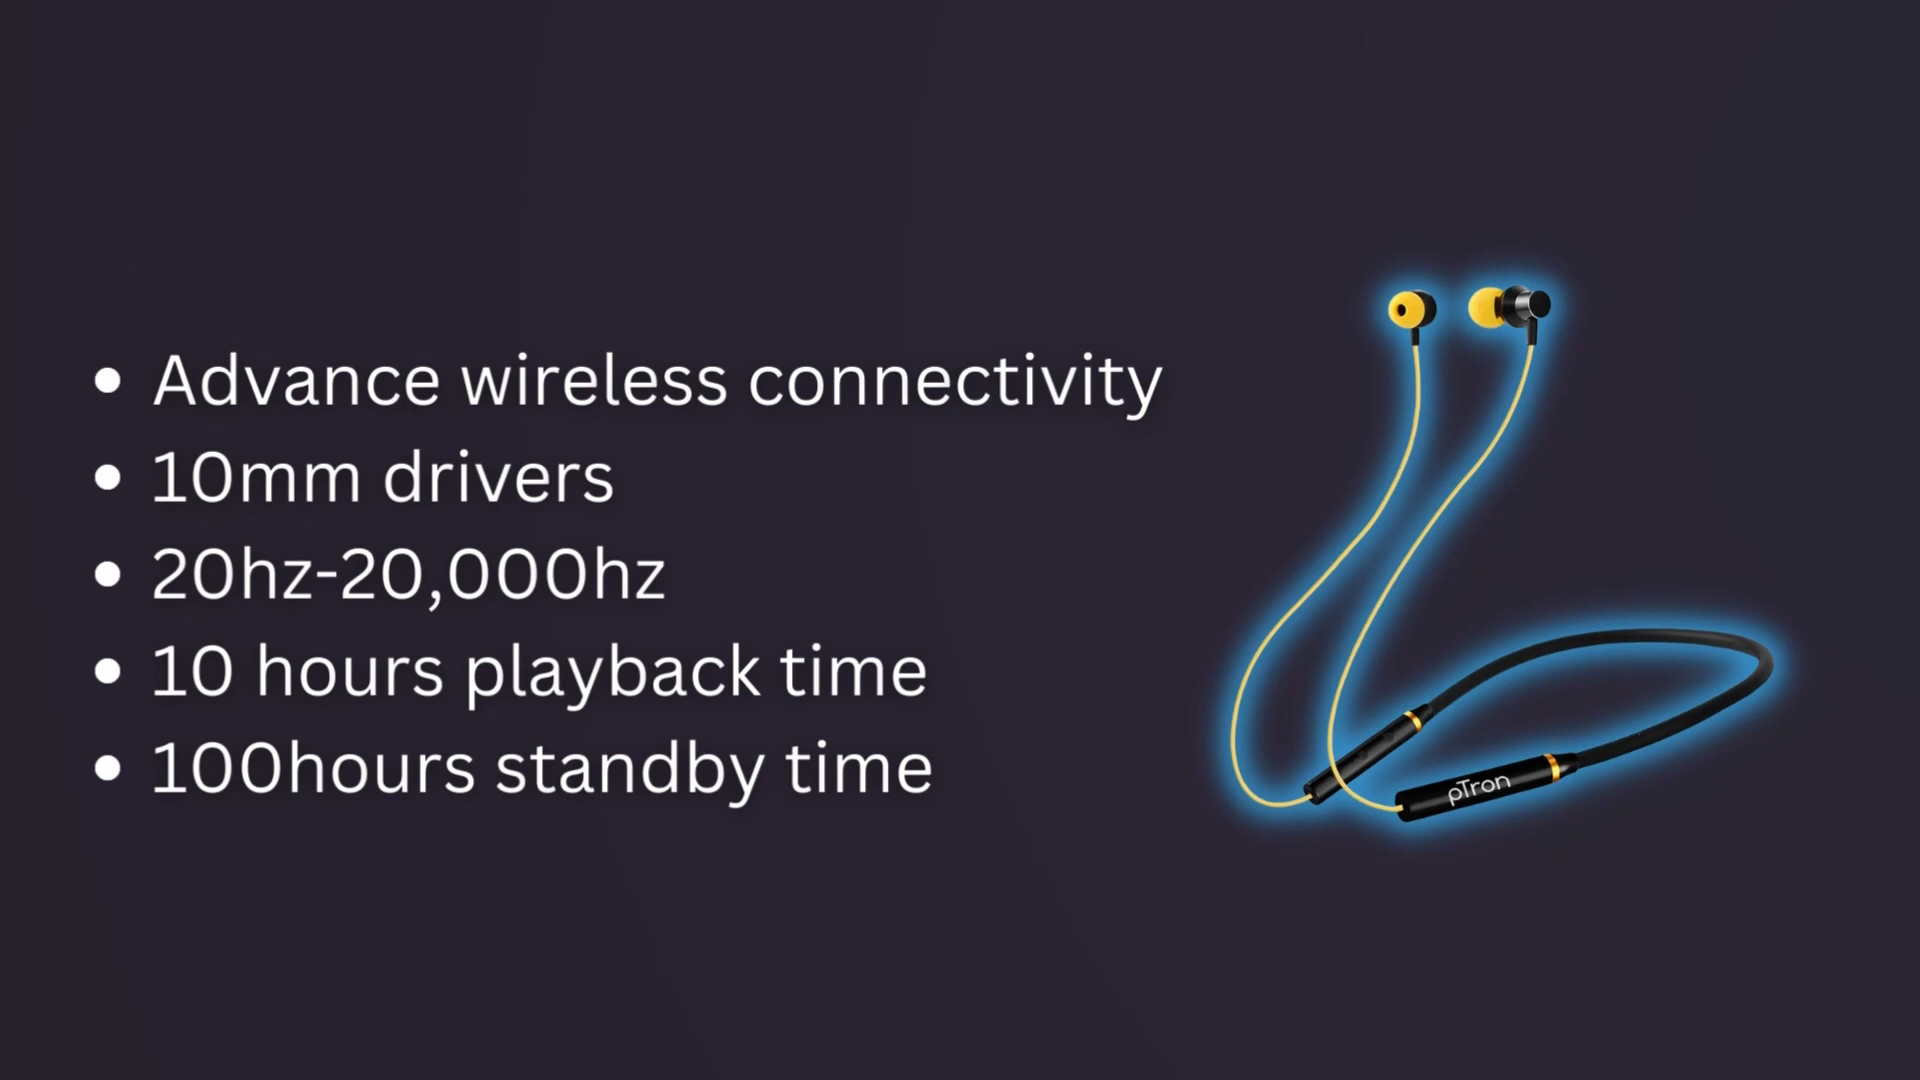 Advance wireless connectivity
10mm drivers
20hz-20,000hz
10 hours playback time
100hours standby time
pTron